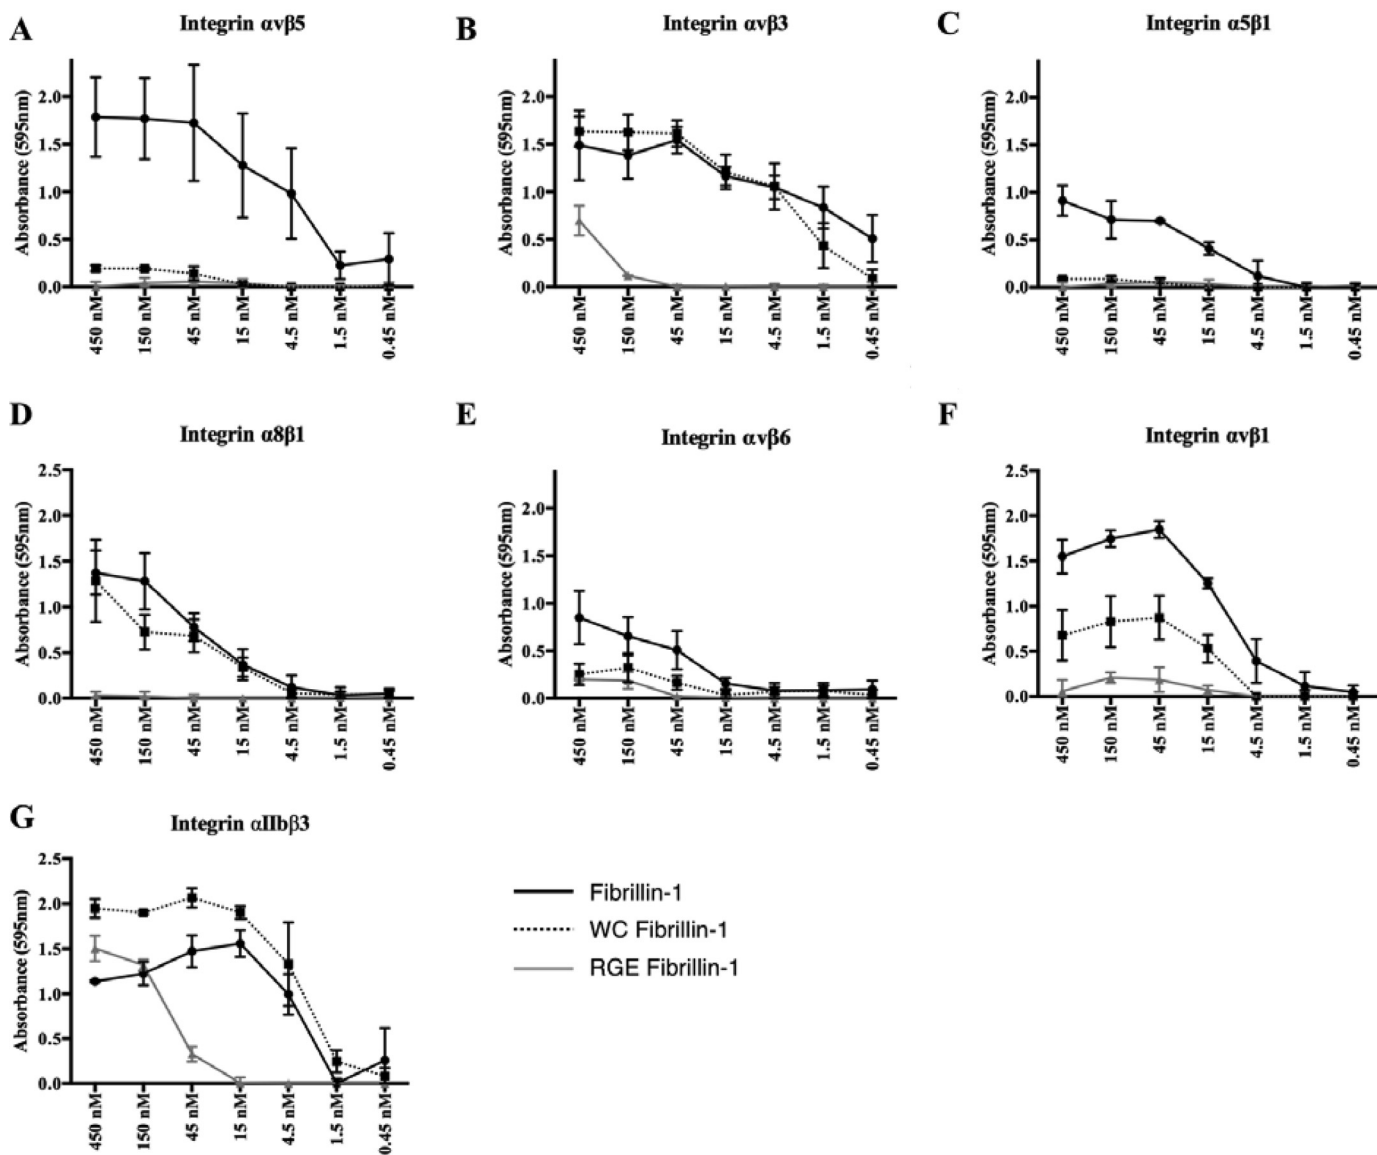 A
Integrin αvβ5
Absorbance (595nm)
2.0
1.5
1.0
0.5
0.0
450 nM
150 nM
45 nM
15 nM
4.5 nM
1.5 nM
0.45 nM
B
Integrin αvβ3
Absorbance (595nm)
2.0
1.5
1.0
0.5
0.0
450 nM
150 nM
45 nM
15 nM
4.5 nM
1.5 nM
0.45 nM
C
Integrin α5β1
Absorbance (595nm)
2.0
1.5
1.0
0.5
0.0
450 nM
150 nM
45 nM
15 nM
4.5 nM
1.5 nM
0.45 nM
D
Integrin α8β1
Absorbance (595nm)
2.5
2.0
1.5
1.0
0.5
0.0
450 nM
150 nM
45 nM
15 nM
4.5 nM
1.5 nM
0.45 nM
E
Integrin αvβ6
Absorbance (595nm)
2.0
1.5
1.0
0.5
0.0
450 nM
150 nM
45 nM
15 nM
4.5 nM
1.5 nM
0.45 nM
F
Integrin αvβ1
Absorbance (595nm)
2.5
2.0
1.5
1.0
0.5
0.0
450 nM
150 nM
45 nM
15 nM
4.5 nM
1.5 nM
0.45 nM
G
Integrin αIIbβ3
Absorbance (595nm)
2.5
2.0
1.5
1.0
0.5
0.0
450 nM
150 nM
45 nM
15 nM
4.5 nM
1.5 nM
0.45 nM
Fibrillin-1
WC Fibrillin-1
RGE Fibrillin-1